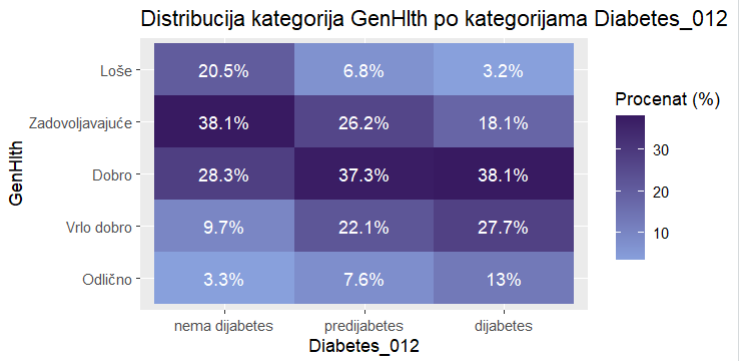 Distribucija kategorija GenHlth po kategorijama Diabetes_012
Loše 20.5% 6.8% 3.2%
Zadovoljavajuće 38.1% 26.2% 18.1%
Dobro 28.3% 37.3% 38.1%
Vrlo dobro 9.7% 22.1% 27.7%
Odlično 3.3% 7.6% 13%
nema dijabetes predijabetes dijabetes
Diabetes_012
GenHlth
Procenat (%)
30
20
10